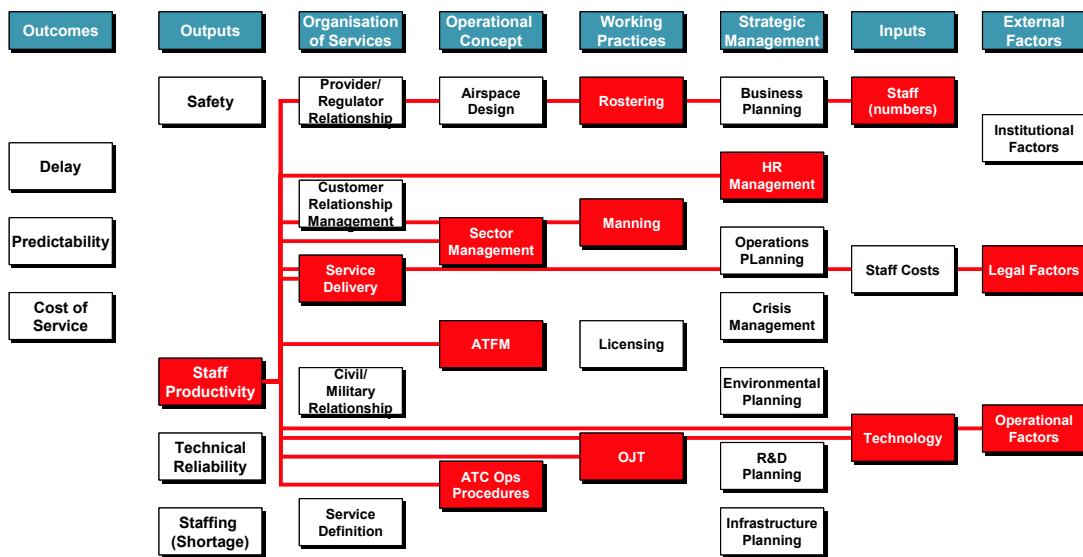 Outcomes
Outputs
Organisation
of Services
Operational
Concept
Working
Practices
Strategic
Management
Inputs
External
Factors
Delay
Predictability
Cost of
Service
Safety
Staff
Productivity
Technical
Reliability
Staffing
(Shortage)
Provider/
Regulator
Relationship
Customer
Relationship
Management
Service
Delivery
Civil/
Military
Relationship
Service
Definition
Airspace
Design
Sector
Management
ATFM
ATC Ops
Procedures
Rostering
Manning
Licensing
OJT
Business
Planning
HR
Management
Operations
PLanning
Crisis
Management
Environmental
Planning
R&D
Planning
Infrastructure
Planning
Staff
(numbers)
Staff Costs
Technology
Institutional
Factors
Legal Factors
Operational
Factors